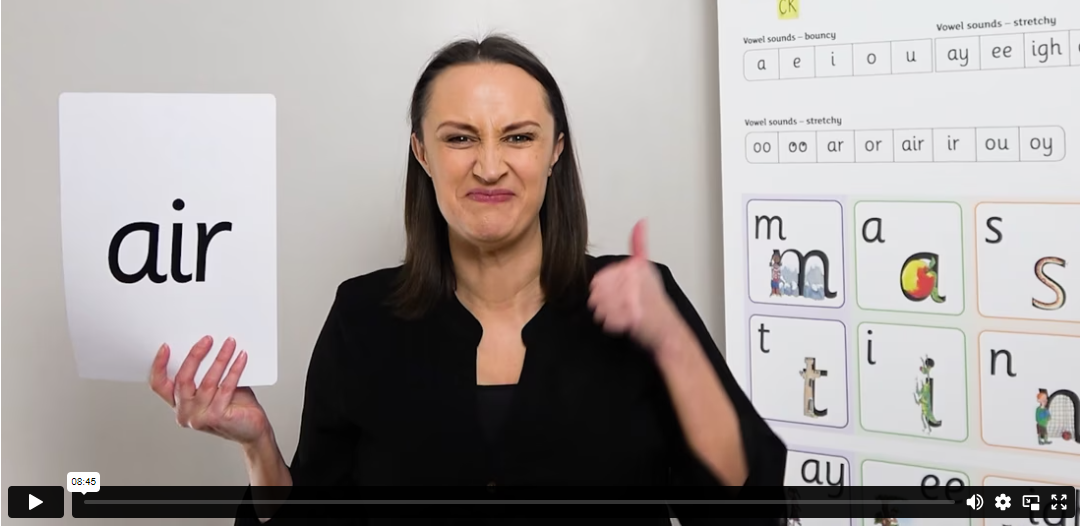 CK
Vowel sounds – bouncy
a e i o u
Vowel sounds – stretchy
ay ee igh
Vowel sounds – stretchy
oo oo ar or air ir ou oy
air
m a s
m a s
t i n
t i n
08:45
ay ee igh